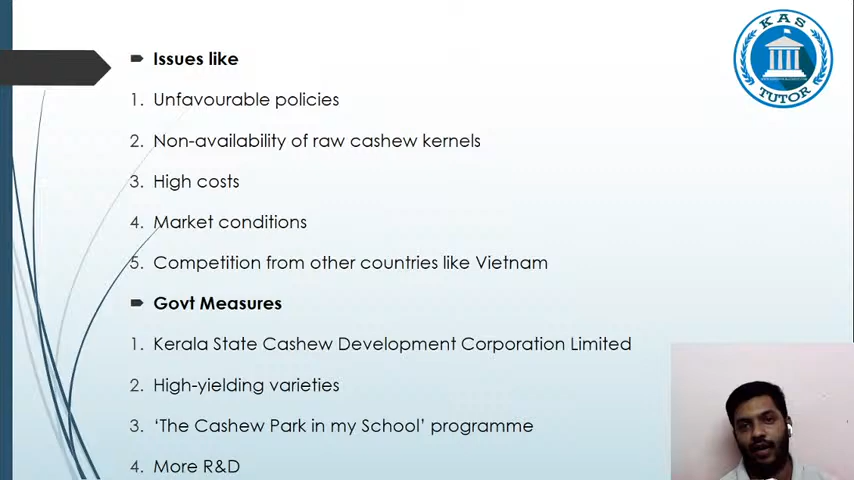 KAS
TUTOR
Issues like
1. Unfavourable policies
2. Non-availability of raw cashew kernels
3. High costs
4. Market conditions
5. Competition from other countries like Vietnam
Govt Measures
1. Kerala State Cashew Development Corporation Limited
2. High-yielding varieties
3. ‘The Cashew Park in my School’ programme
4. More R&D